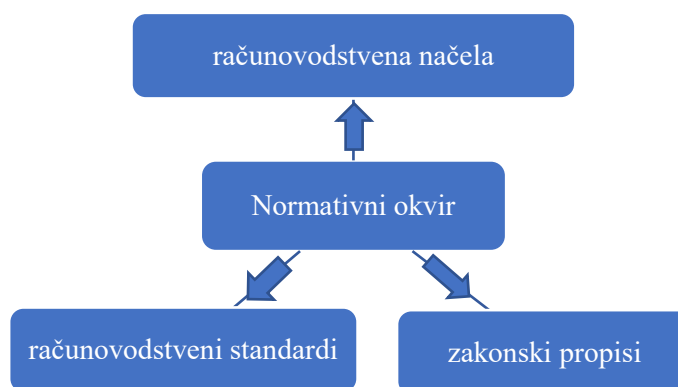 računovodstvena načela
Normativni okvir
računovodstveni standardi
zakonski propisi